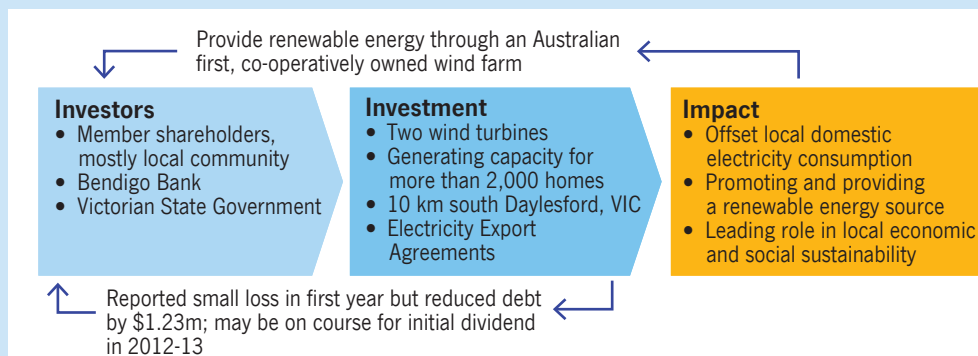 Provide renewable energy through an Australian
first, co-operatively owned wind farm
Investors
• Member shareholders,
mostly local community
• Bendigo Bank
• Victorian State Government
Investment
• Two wind turbines
• Generating capacity for
more than 2,000 homes
• 10 km south Daylesford, VIC
• Electricity Export
Agreements
Impact
• Offset local domestic
electricity consumption
• Promoting and providing
a renewable energy source
• Leading role in local economic
and social sustainability
Reported small loss in first year but reduced debt
by $1.23m; may be on course for initial dividend
in 2012-13